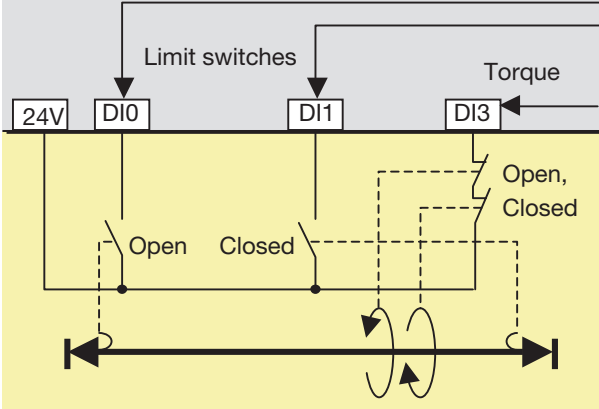 Limit switches
Torque
24V
DI0
DI1
DI3
Open,
Closed
Open
Closed